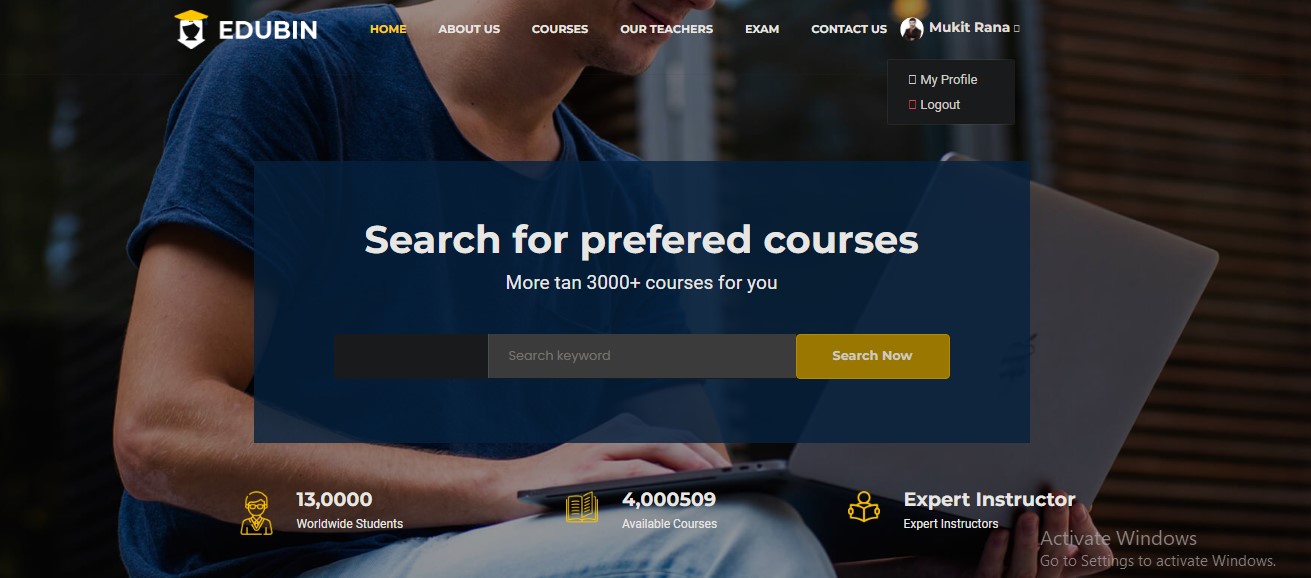 EDUBIN
HOME ABOUT US COURSES OUR TEACHERS EXAM CONTACT US Mukit Rana
My Profile
Logout
Search for prefered courses
More tan 3000+ courses for you
Search keyword Search Now
13,0000
Worldwide Students
4,000509
Available Courses
Expert Instructor
Expert Instructors
Activate Windows
Go to Settings to activate Windows.